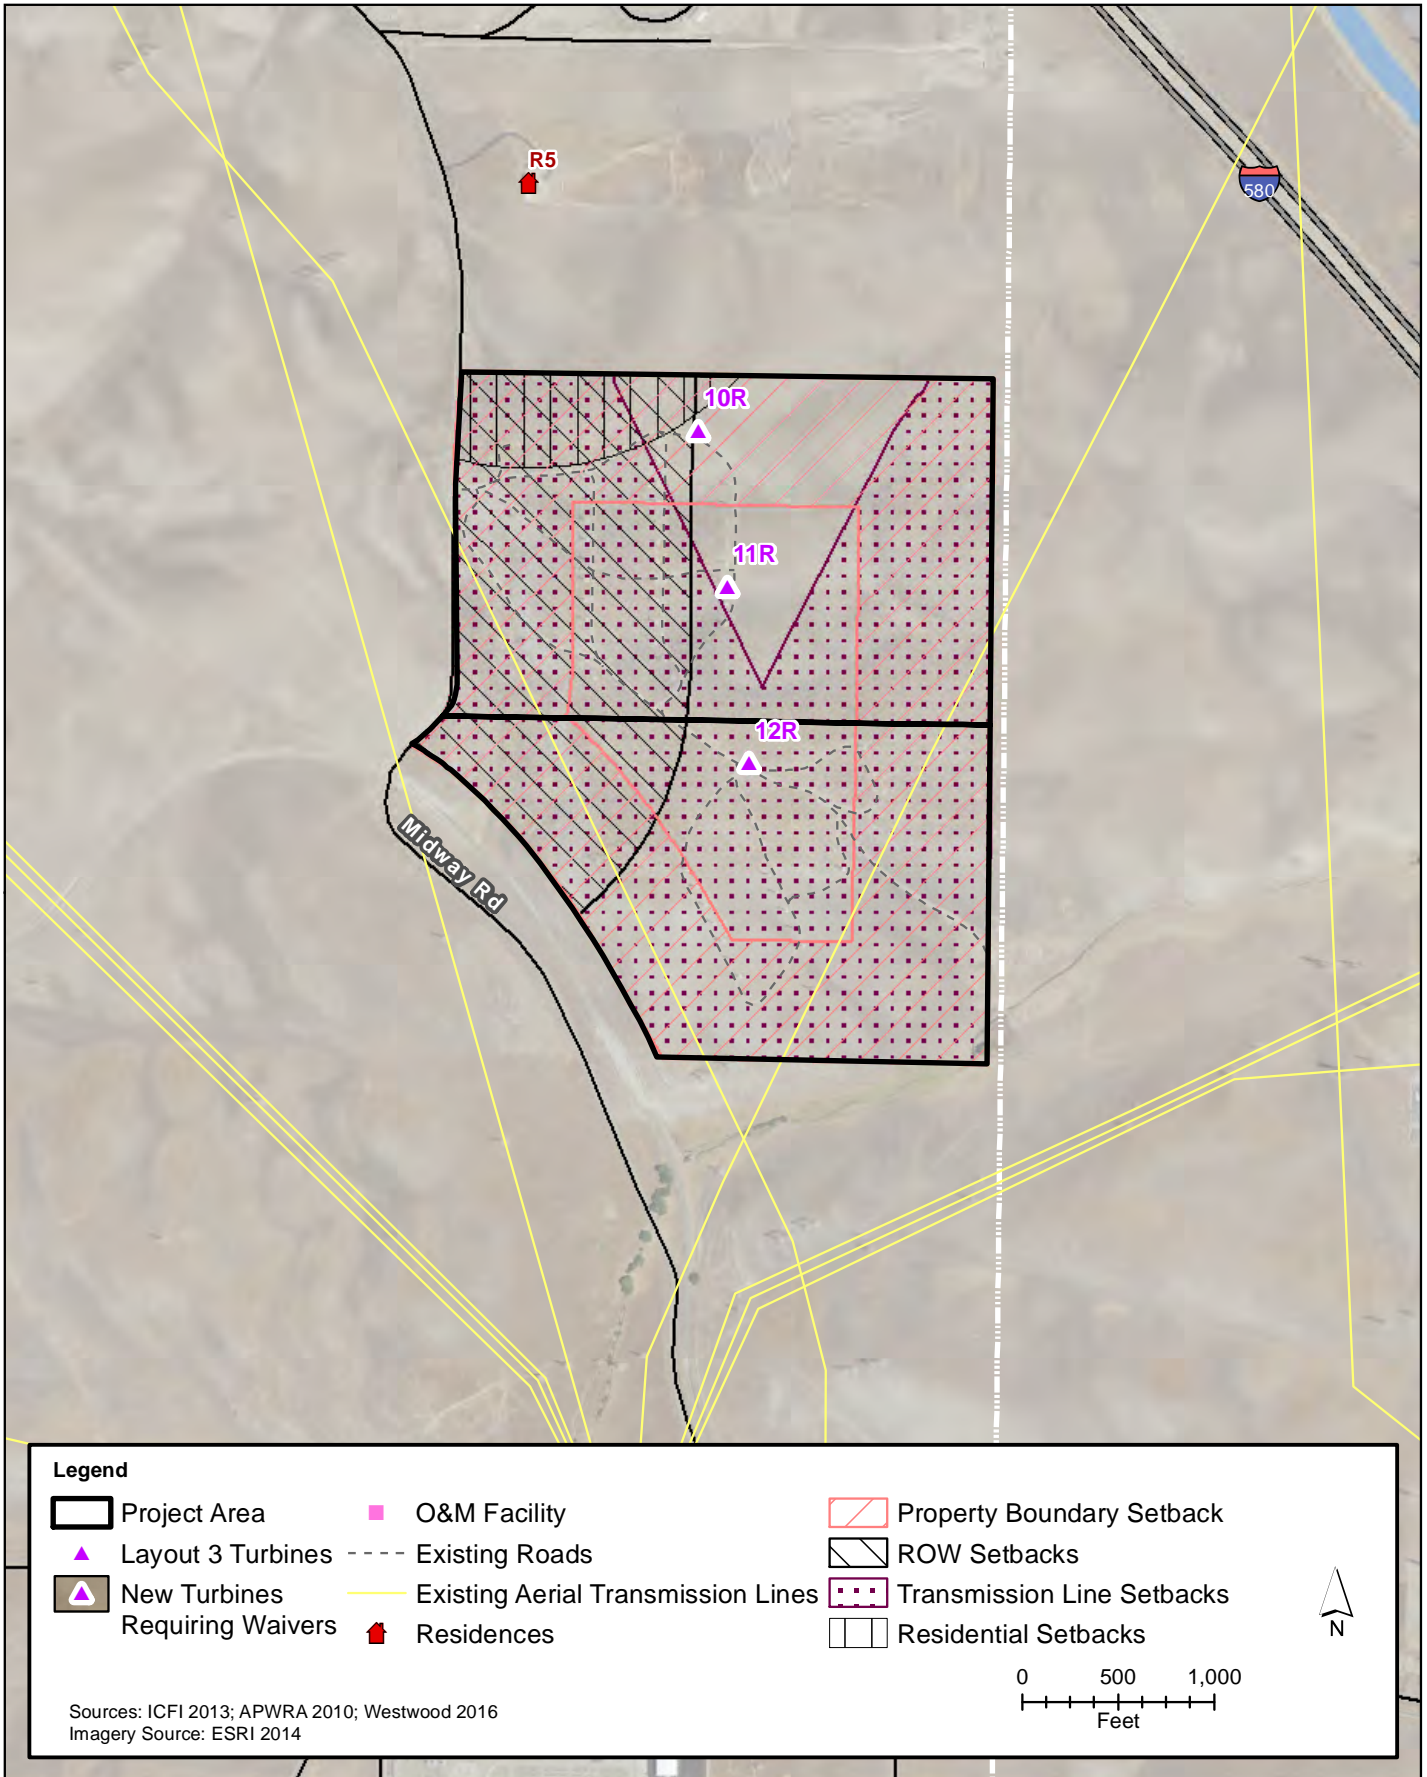 R5
580
10R
11R
12R
Midway Rd
Legend
Project Area
Layout 3 Turbines
New Turbines
Requiring Waivers
O&M Facility
Existing Roads
Existing Aerial Transmission Lines
Residences
Property Boundary Setback
ROW Setbacks
Transmission Line Setbacks
Residential Setbacks
N
0 500 1,000
Feet
Sources: ICFI 2013; APWRA 2010; Westwood 2016
Imagery Source: ESRI 2014